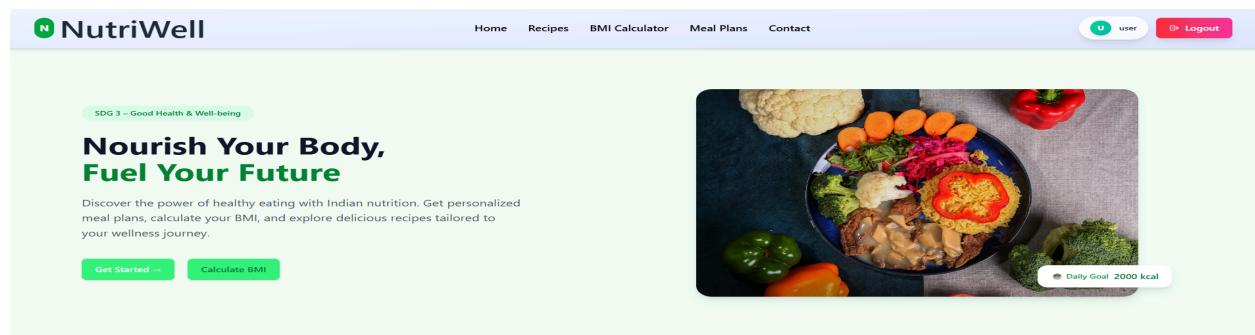 N NutriWell
Home Recipes BMI Calculator Meal Plans Contact
U user
Logout
SDG 3 – Good Health & Well-being
Nourish Your Body,
Fuel Your Future
Discover the power of healthy eating with Indian nutrition. Get personalized
meal plans, calculate your BMI, and explore delicious recipes tailored to
your wellness journey.
Get Started →
Calculate BMI
Daily Goal 2000 kcal